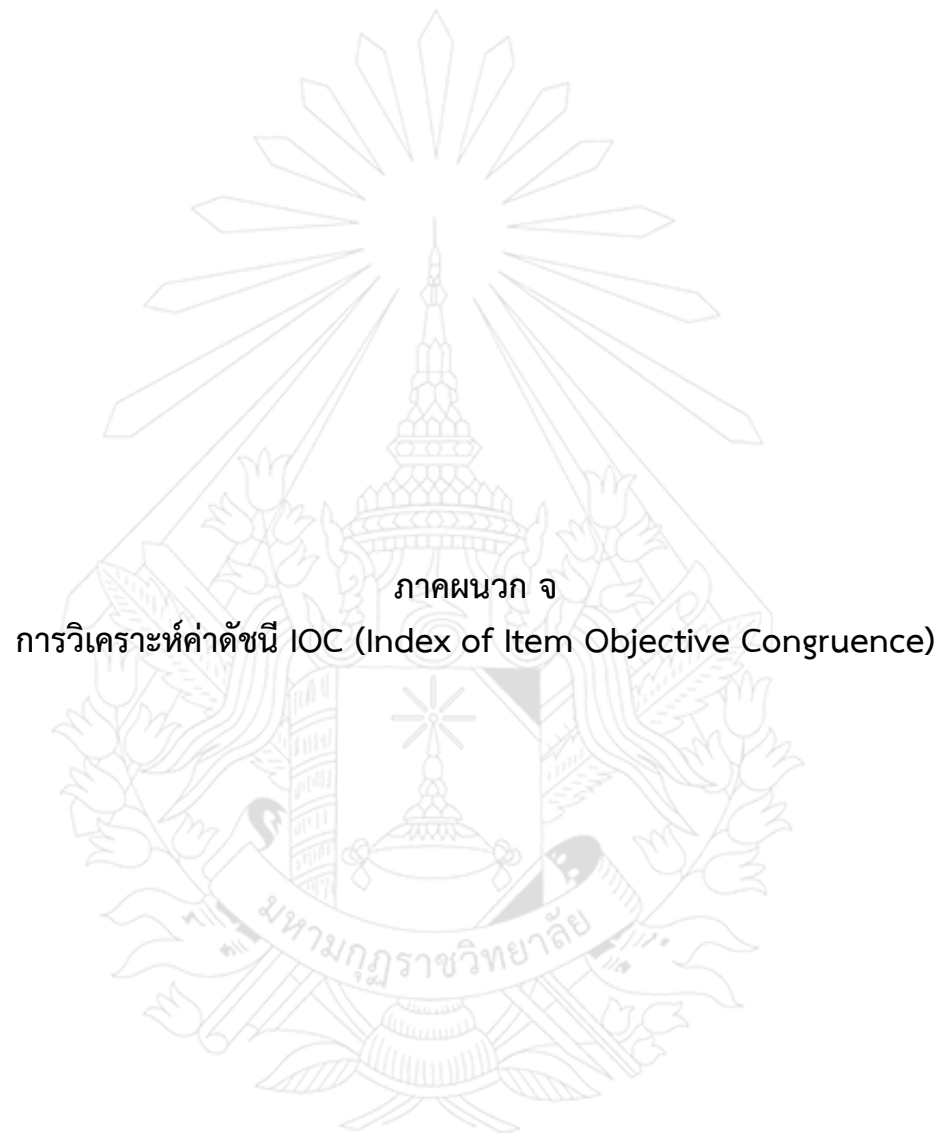 ภาคผนวก จ
การวิเคราะห์ค่าดัชนี IOC (Index of Item Objective Congruence)
มหามกุฏราชวิทยาลัย